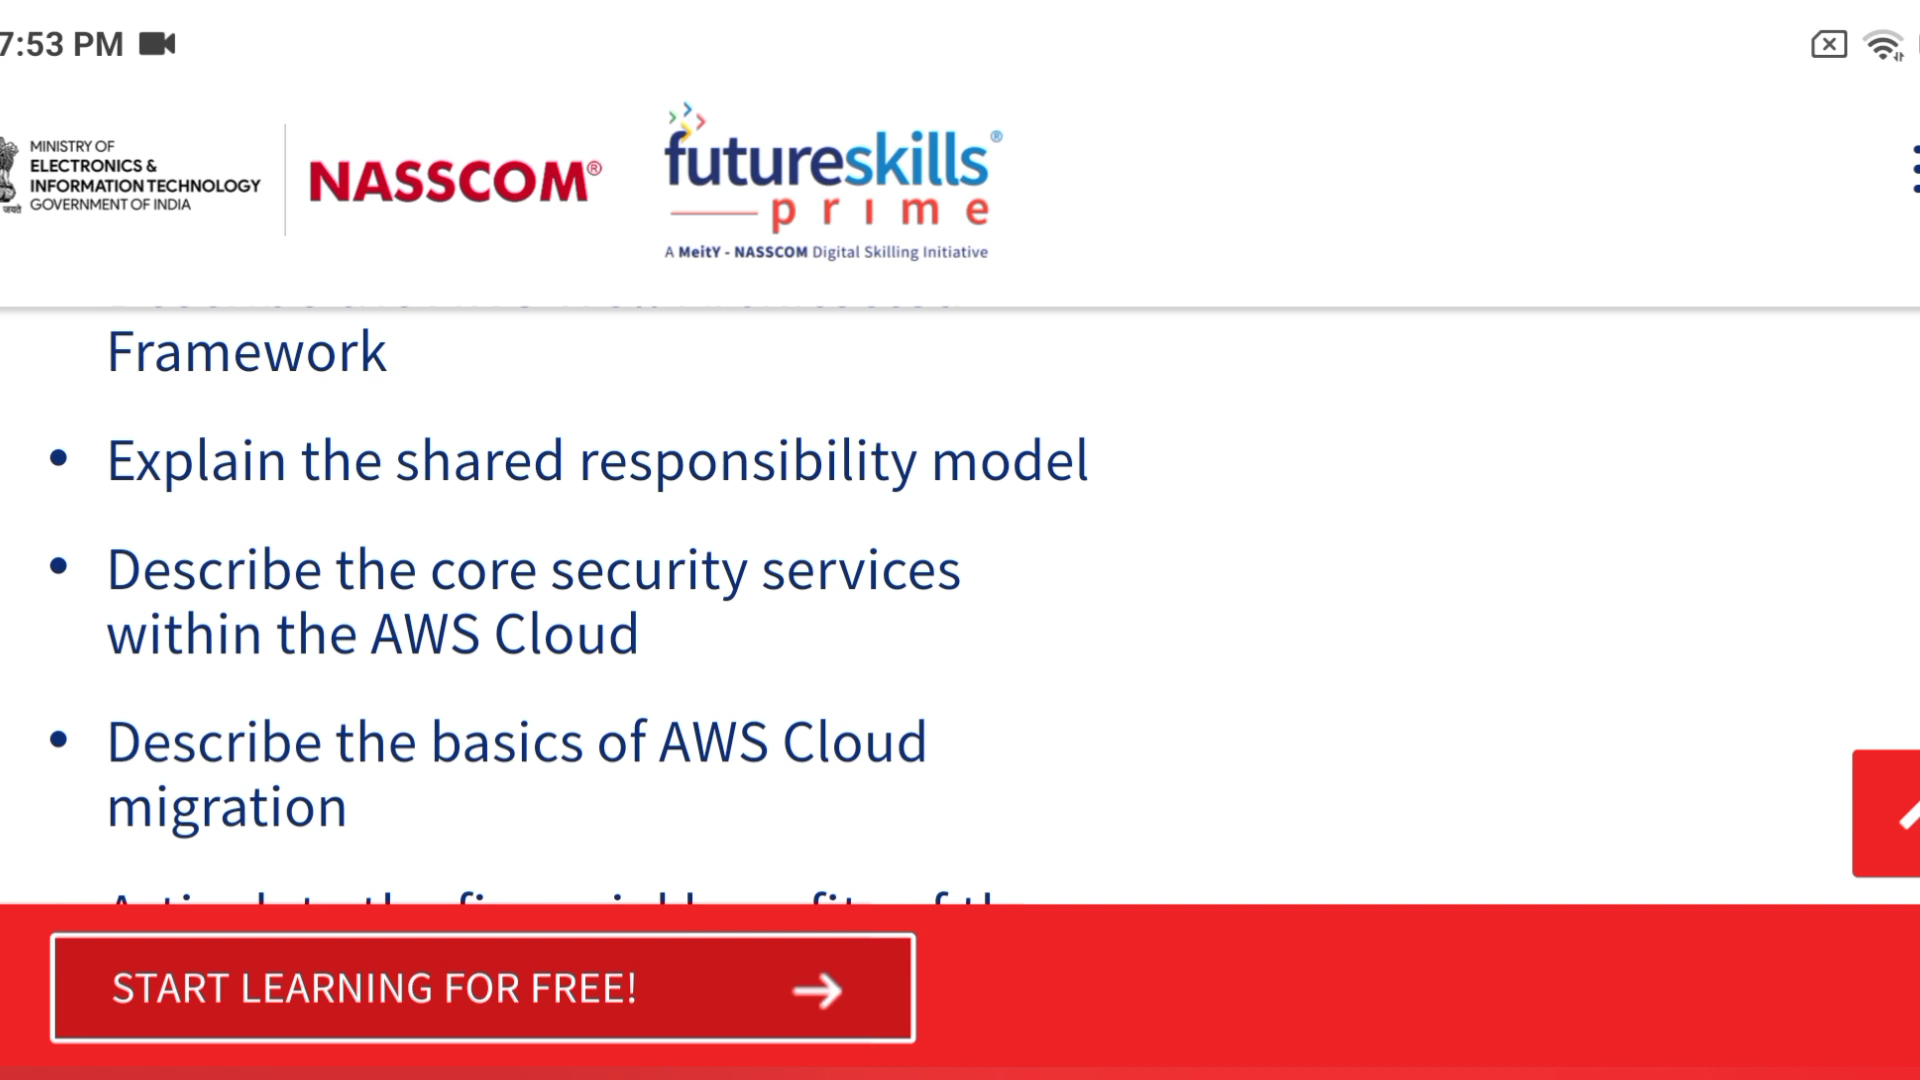 7:53 PM
MINISTRY OF
ELECTRONICS &
INFORMATION TECHNOLOGY
GOVERNMENT OF INDIA
NASSCOM®
futureskills®
prime
A MeitY - NASSCOM Digital Skilling Initiative
Framework
• Explain the shared responsibility model
• Describe the core security services
within the AWS Cloud
• Describe the basics of AWS Cloud
migration
START LEARNING FOR FREE!